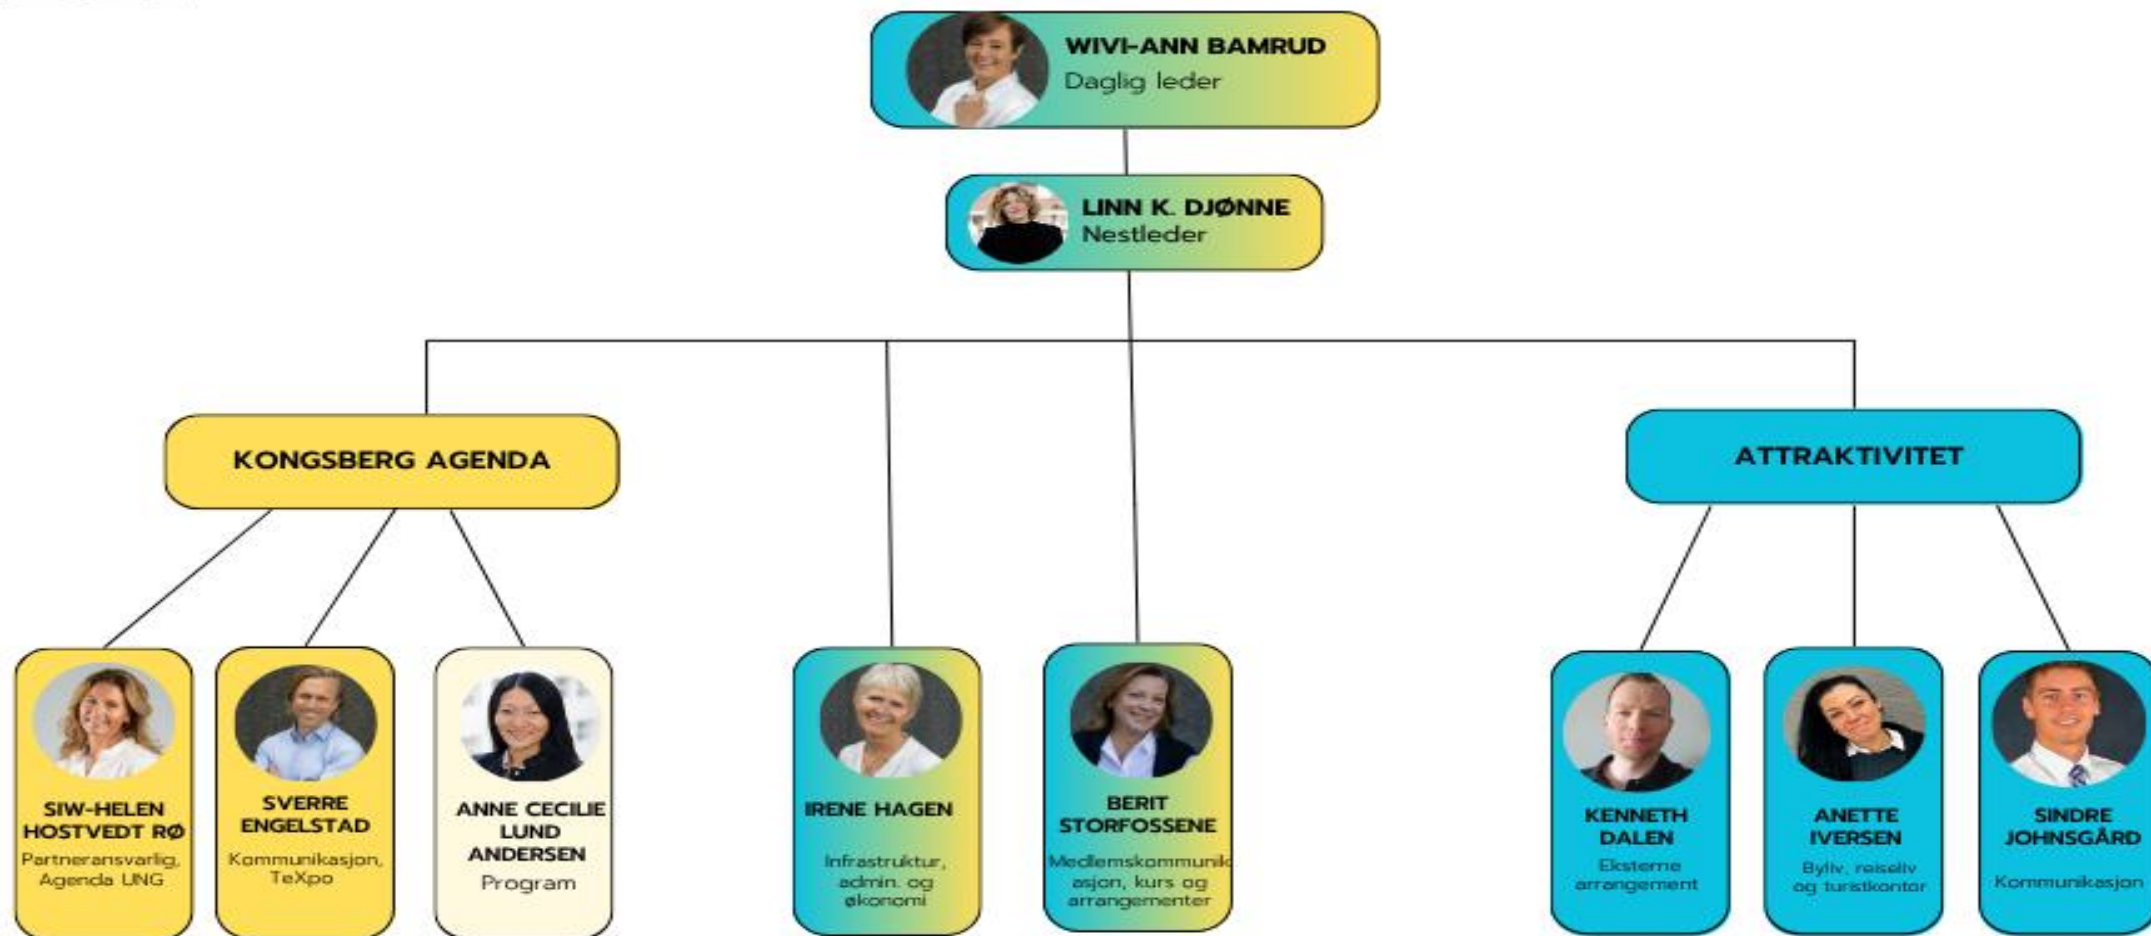 WIVI-ANN BAMRUD
Daglig leder
LINN K. DJØNNE
Nestleder
KONGSBERG AGENDA
ATTRAKTIVITET
SIW-HELEN
HOSTVEDT RØ
Partneransvarlig,
Agenda UNG
SVERRE
ENGELSTAD
Kommunikasjon,
TeXpo
ANNE CECILIE
LUND
ANDERSEN
Program
IRENE HAGEN
Infrastruktur,
admin. og
økonomi
BERIT
STORFOSSENE
Medlemskommunik
asjon, kurs og
arrangementer
KENNETH
DALEN
Eksterne
arrangement
ANETTE
IVERSEN
Byliv, reiseliv
og turistkontor
SINDRE
JOHNSGÅRD
Kommunikasjon